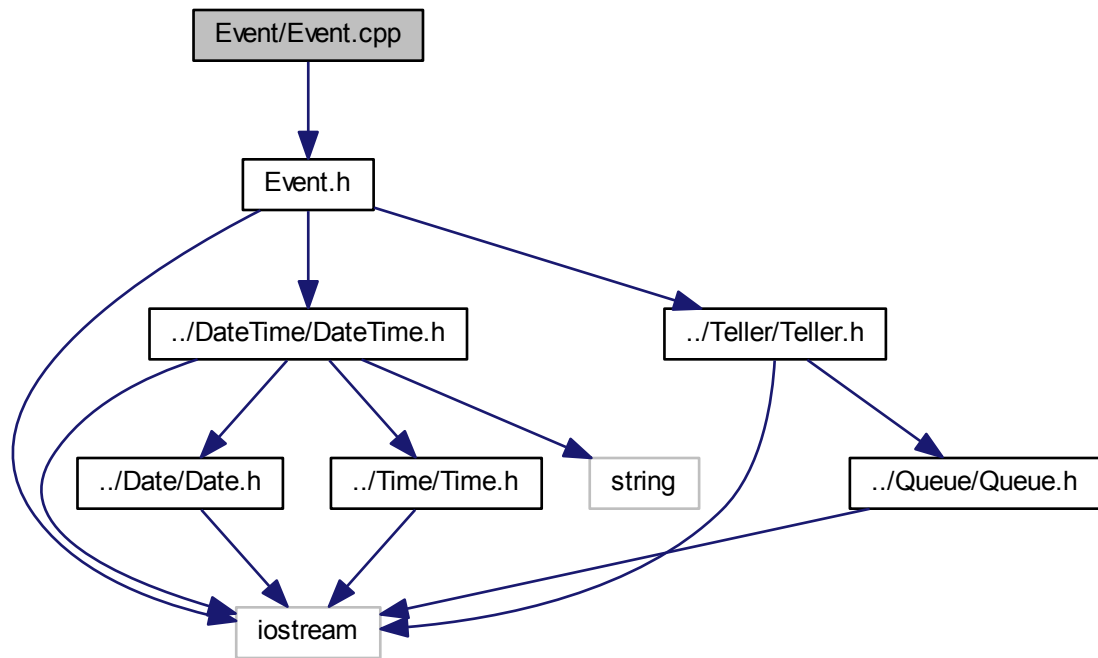 Event/Event.cpp
Event.h
../DateTime/DateTime.h
../Teller/Teller.h
../Date/Date.h
../Time/Time.h
string
../Queue/Queue.h
iostream